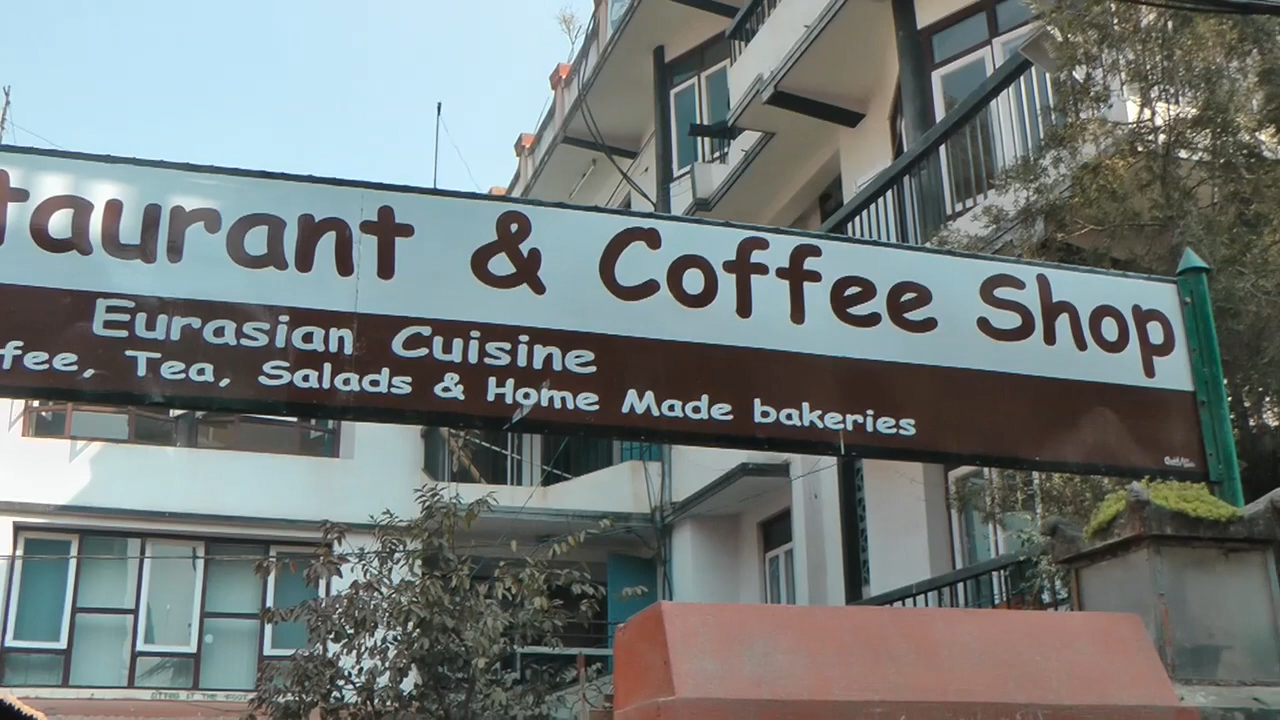 taurant & Coffee Shop
Eurasian Cuisine
fee, Tea, Salads & Home Made bakeries